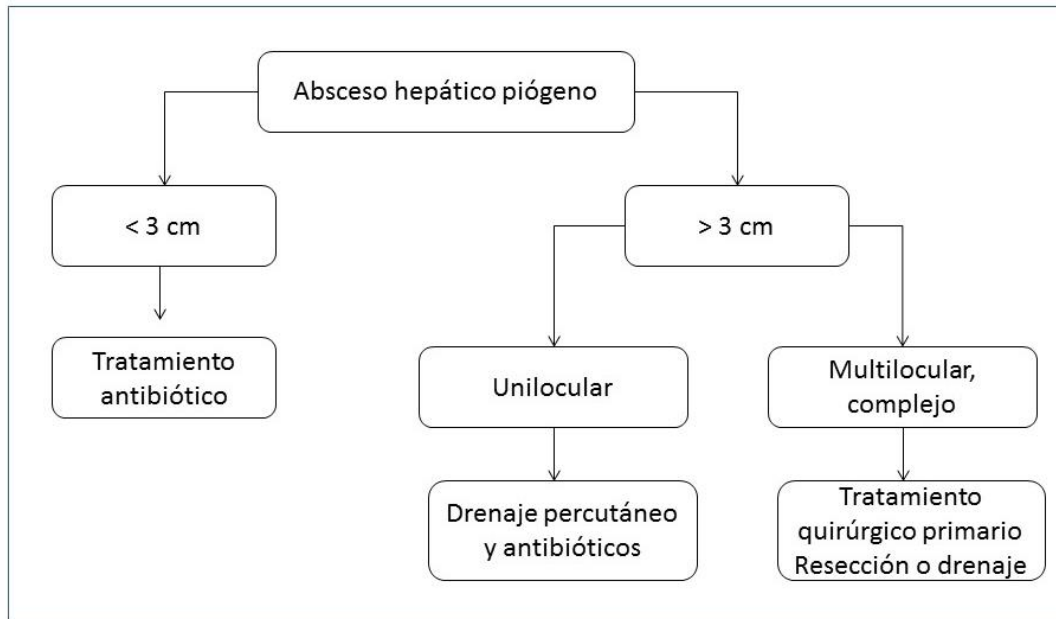 Absceso hepático piógeno
< 3 cm
> 3 cm
Tratamiento
antibiótico
Unilocular
Multilocular,
complejo
Drenaje percutáneo
y antibióticos
Tratamiento
quirúrgico primario
Resección o drenaje